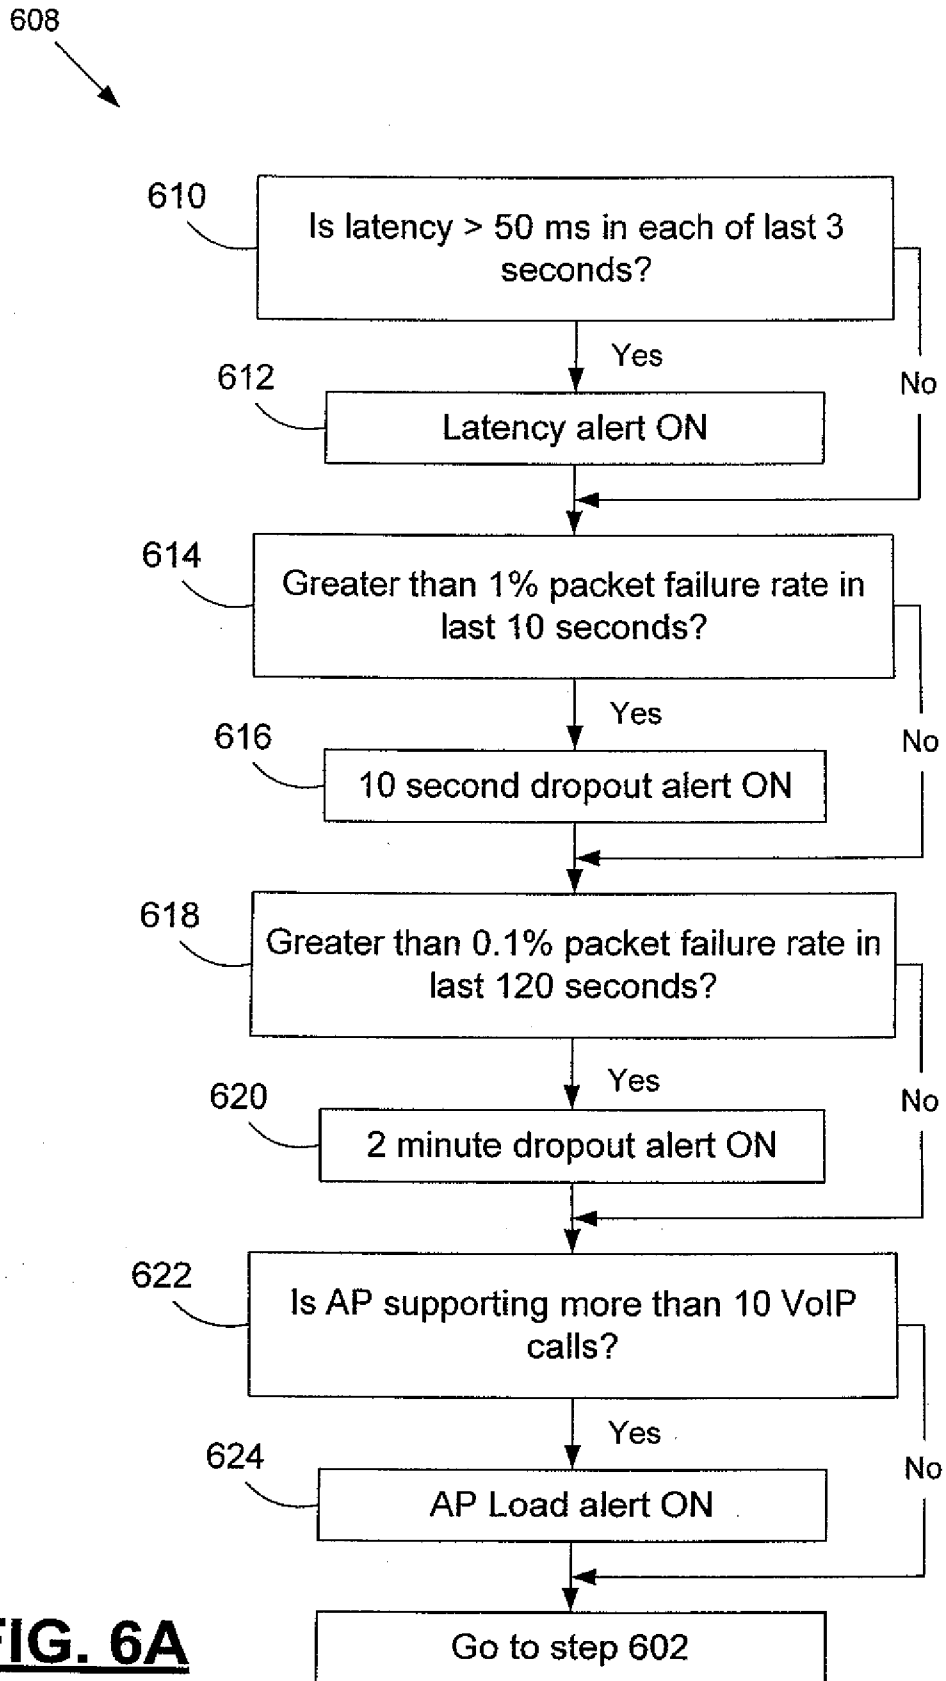 608
610
Is latency > 50 ms in each of last 3
seconds?
Yes
No
612
Latency alert ON
614
Greater than 1% packet failure rate in
last 10 seconds?
Yes
No
616
10 second dropout alert ON
618
Greater than 0.1% packet failure rate in
last 120 seconds?
Yes
No
620
2 minute dropout alert ON
622
Is AP supporting more than 10 VoIP
calls?
Yes
No
624
AP Load alert ON
Go to step 602
FIG. 6A